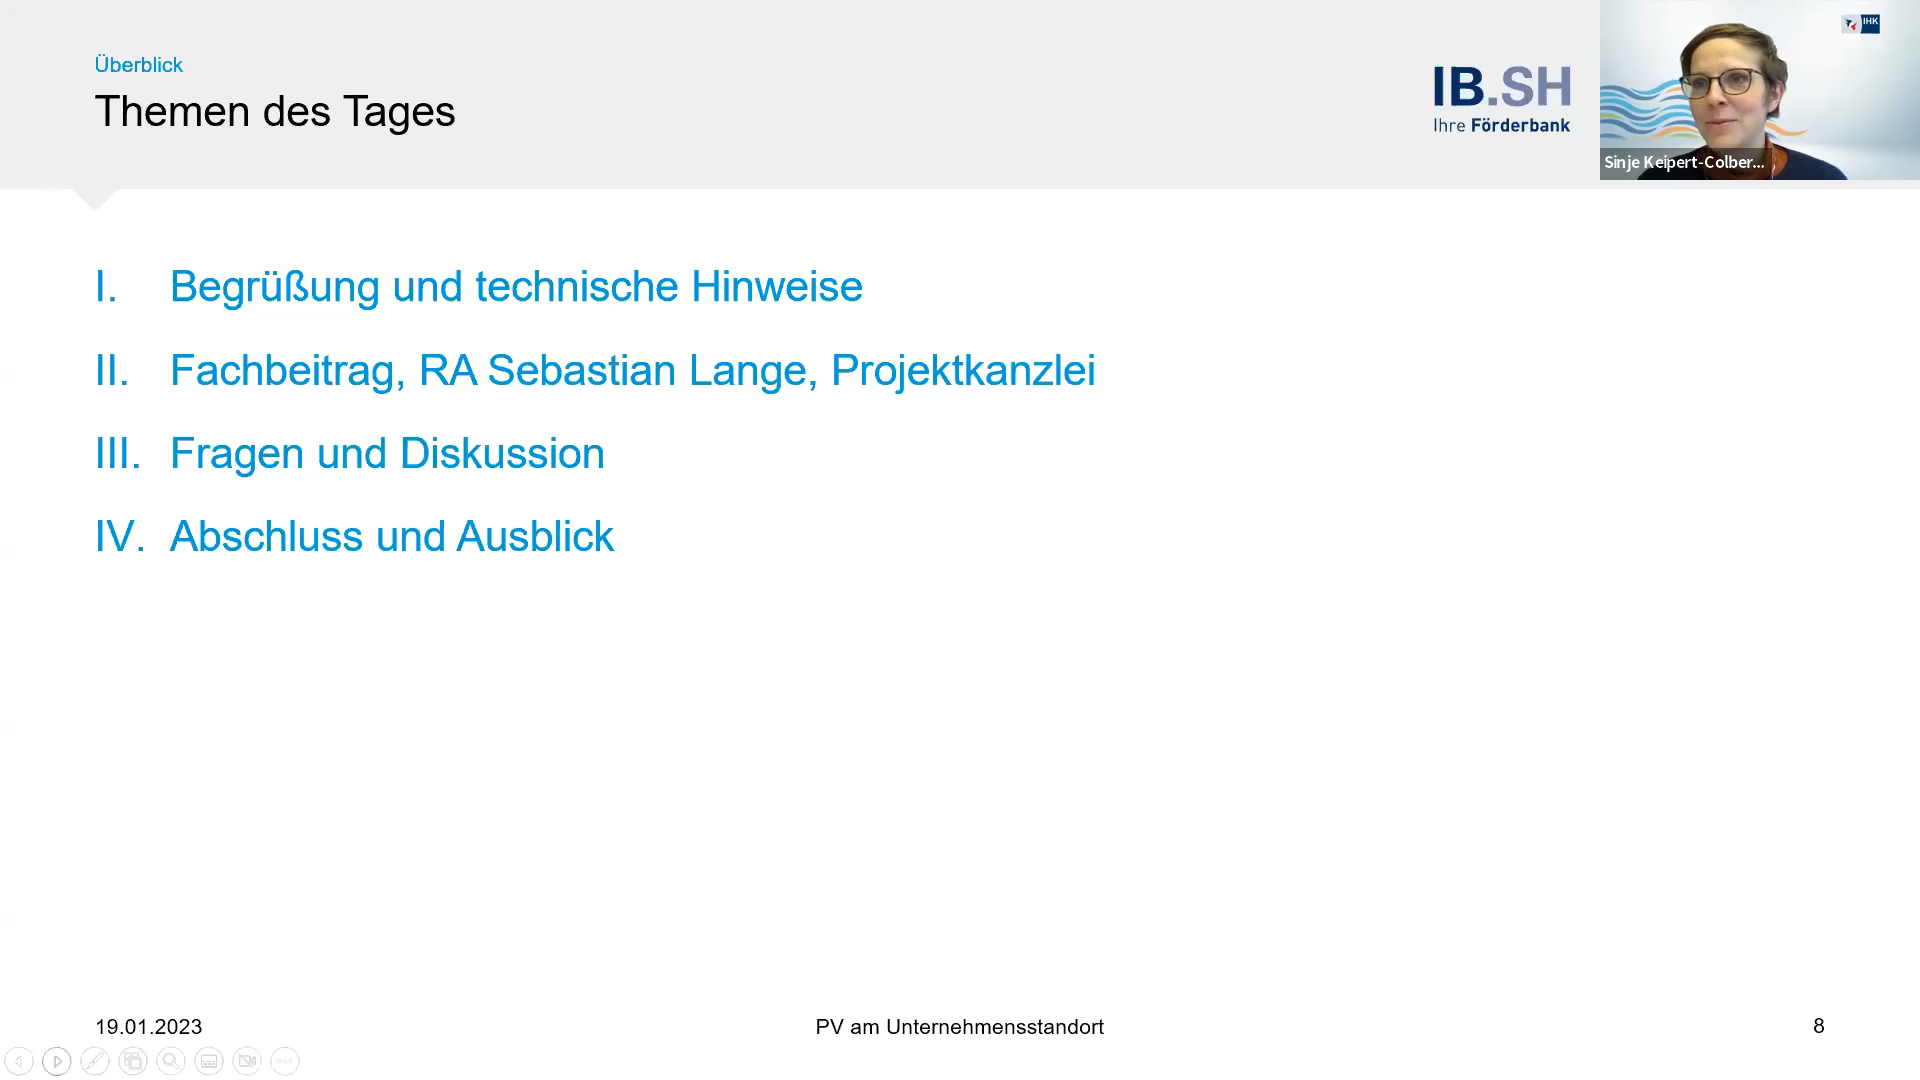 Überblick
Themen des Tages
IB.SH
Ihre Förderbank
IHK
Sinje Keipert-Colber...
I. Begrüßung und technische Hinweise
II. Fachbeitrag, RA Sebastian Lange, Projektkanzlei
III. Fragen und Diskussion
IV. Abschluss und Ausblick
19.01.2023
PV am Unternehmensstandort
8